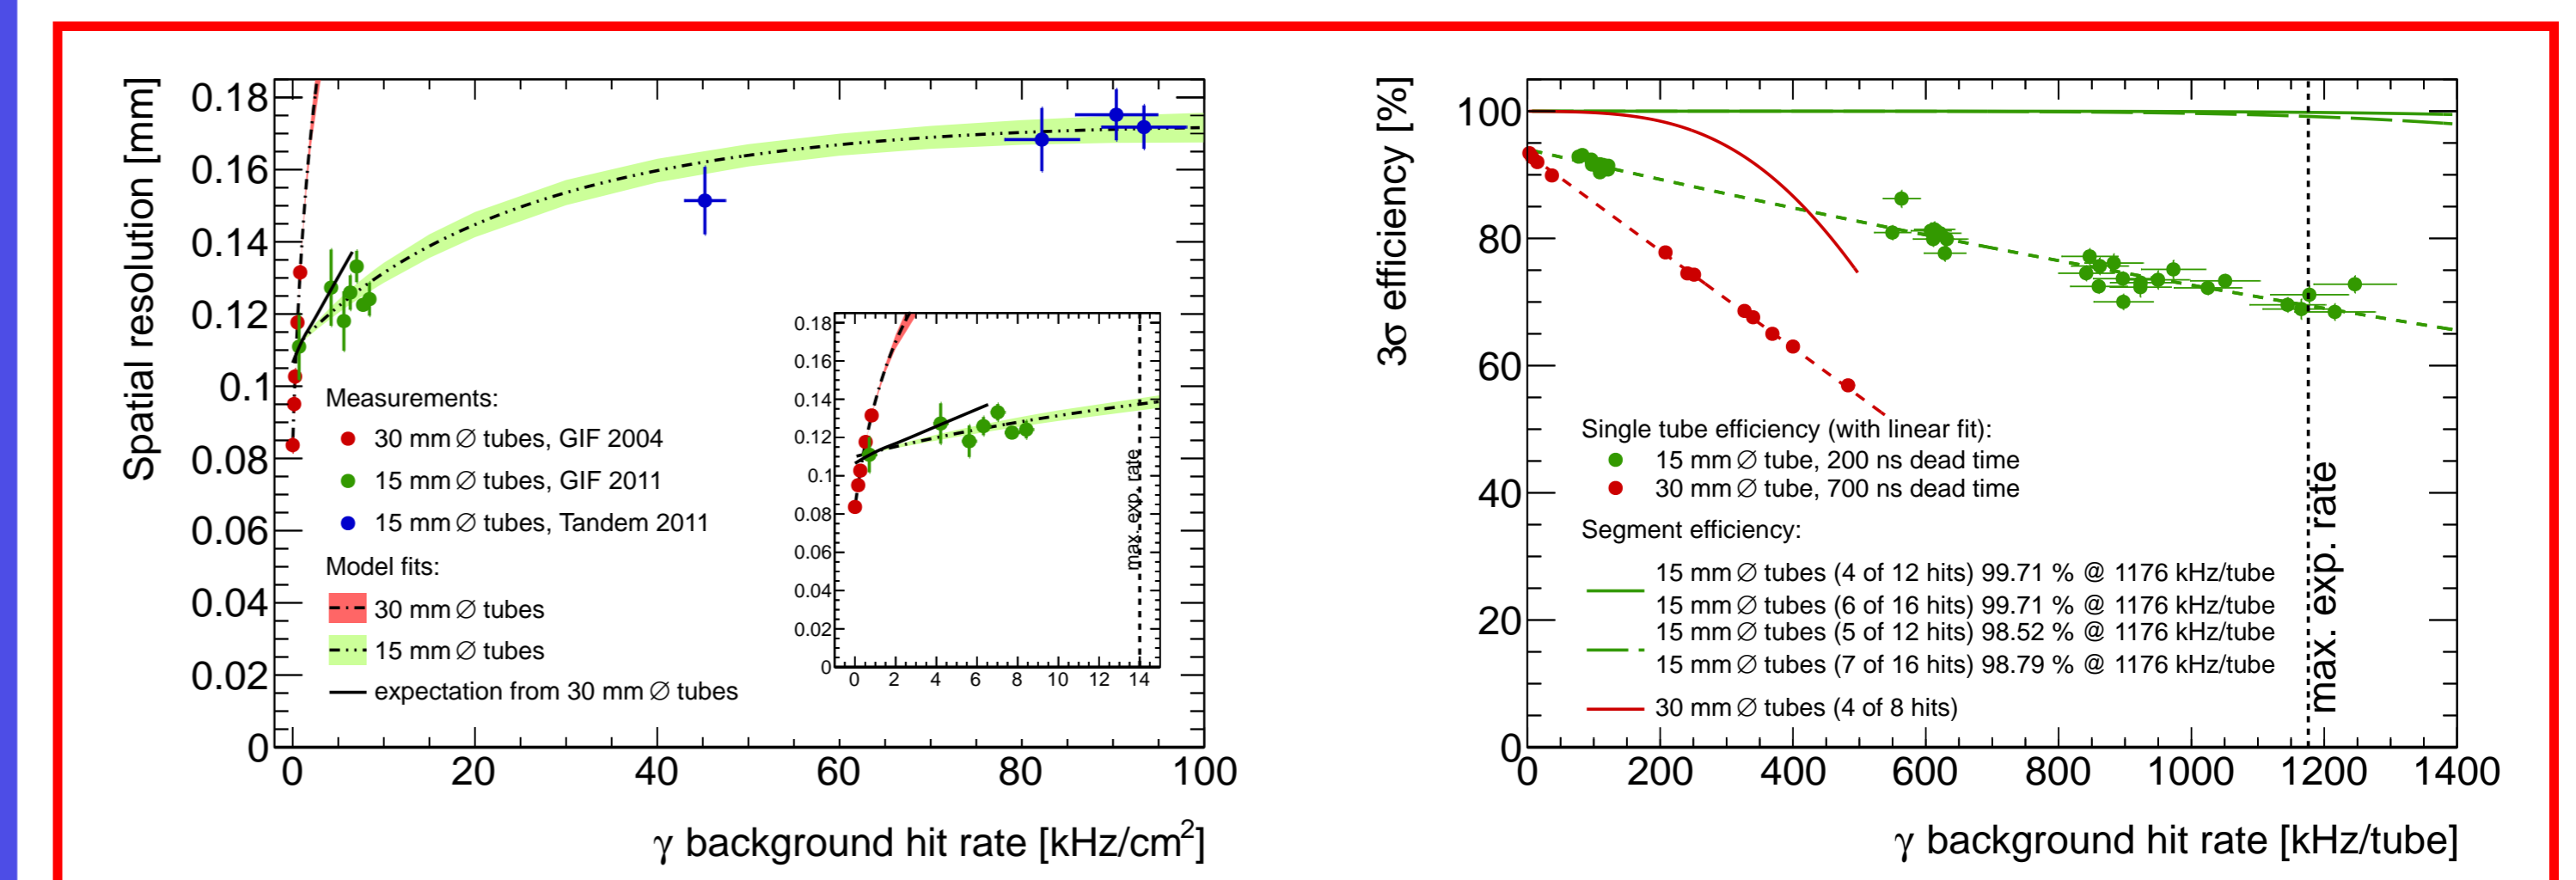 Spatial resolution [mm]
0.18
0.16
0.14
0.12
0.1
0.08
0.06
0.04
0.02
0
0 20 40 60 80 100
γ background hit rate [kHz/cm²]
Measurements:
30 mm ∅ tubes, GIF 2004
15 mm ∅ tubes, GIF 2011
15 mm ∅ tubes, Tandem 2011
Model fits:
30 mm ∅ tubes
15 mm ∅ tubes
expectation from 30 mm ∅ tubes
0.18
0.16
0.14
0.12
0.1
0.08
0.06
0.04
0.02
0
0 2 4 6 8 10 12 14
max. exp. rate
3σ efficiency [%]
100
80
60
40
20
0
0 200 400 600 800 1000 1200 1400
γ background hit rate [kHz/tube]
Single tube efficiency (with linear fit):
15 mm ∅ tube, 200 ns dead time
30 mm ∅ tube, 700 ns dead time
Segment efficiency:
15 mm ∅ tubes (4 of 12 hits) 99.71 % @ 1176 kHz/tube
15 mm ∅ tubes (6 of 16 hits) 99.71 % @ 1176 kHz/tube
15 mm ∅ tubes (5 of 12 hits) 98.52 % @ 1176 kHz/tube
15 mm ∅ tubes (7 of 16 hits) 98.79 % @ 1176 kHz/tube
30 mm ∅ tubes (4 of 8 hits)
max. exp. rate